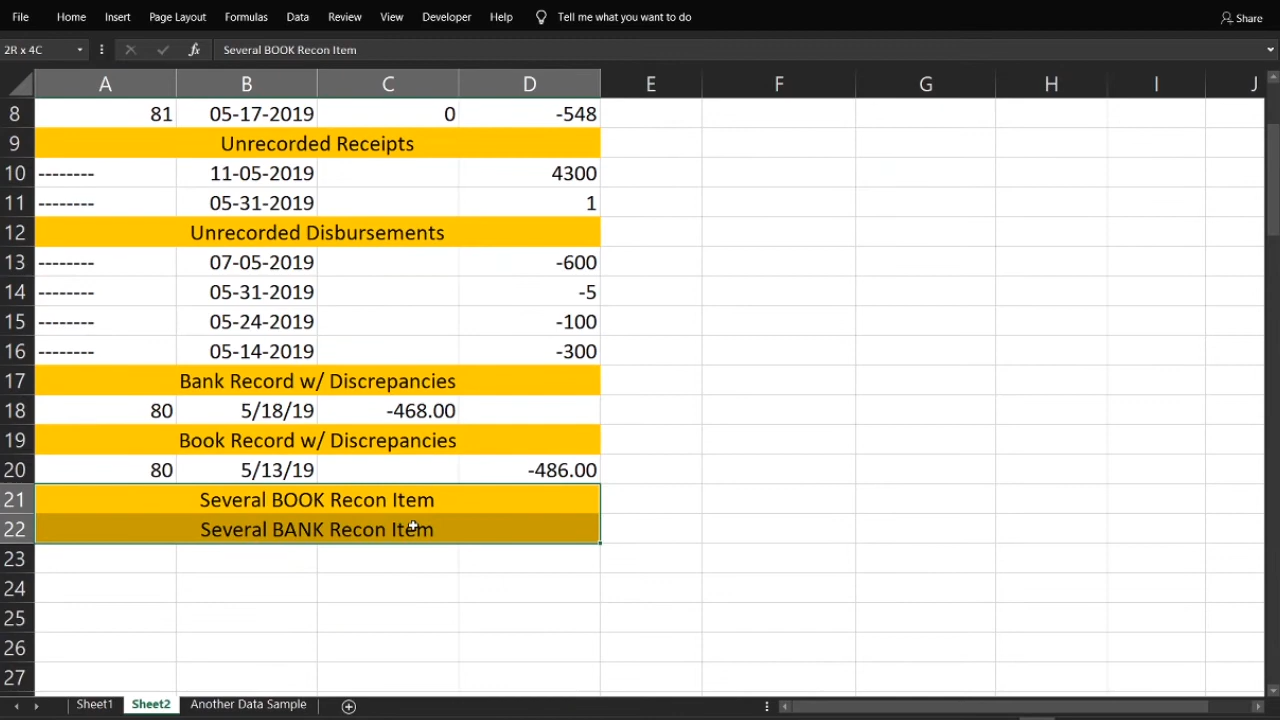 File Home Insert Page Layout Formulas Data Review View Developer Help Tell me what you want to do Share
2R x 4C fx Several BOOK Recon Item
A B C D E F G H I J
8 81 05-17-2019 0 -548
9 Unrecorded Receipts
10 -------- 11-05-2019 4300
11 -------- 05-31-2019 1
12 Unrecorded Disbursements
13 -------- 07-05-2019 -600
14 -------- 05-31-2019 -5
15 -------- 05-24-2019 -100
16 -------- 05-14-2019 -300
17 Bank Record w/ Discrepancies
18 80 5/18/19 -468.00
19 Book Record w/ Discrepancies
20 80 5/13/19 -486.00
21 Several BOOK Recon Item
22 Several BANK Recon Item
23
24
25
26
27
Sheet1 Sheet2 Another Data Sample